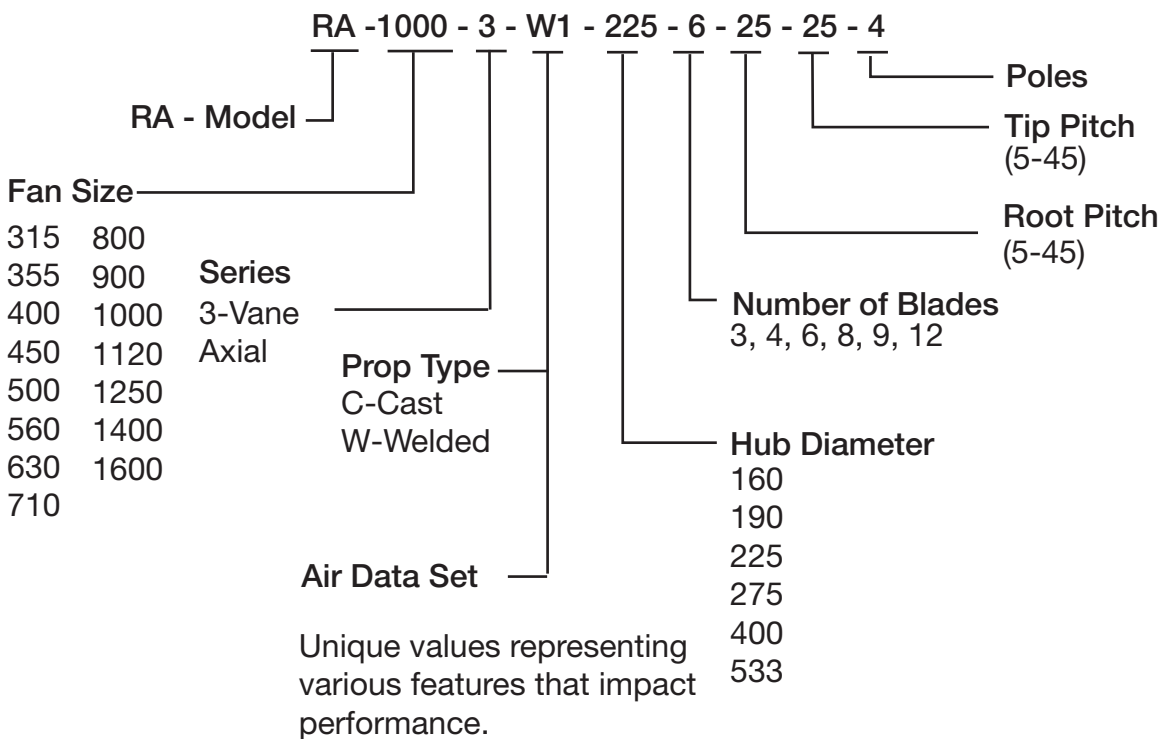 RA -1000 - 3 - W1 - 225 - 6 - 25 - 25 - 4
Poles
RA - Model
Tip Pitch
(5-45)
Fan Size
315 800
355 900
400 1000
450 1120
500 1250
560 1400
630 1600
710
Root Pitch
(5-45)
Series
3-Vane
Axial
Number of Blades
3, 4, 6, 8, 9, 12
Prop Type
C-Cast
W-Welded
Hub Diameter
160
190
225
275
400
533
Air Data Set
Unique values representing
various features that impact
performance.